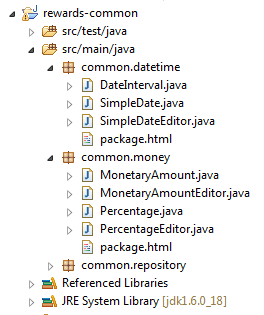 rewards-common
src/test/java
src/main/java
common.datetime
DateInterval.java
SimpleDate.java
SimpleDateEditor.java
package.html
common.money
MonetaryAmount.java
MonetaryAmountEditor.java
Percentage.java
PercentageEditor.java
package.html
common.repository
Referenced Libraries
JRE System Library [jdk1.6.0_18]